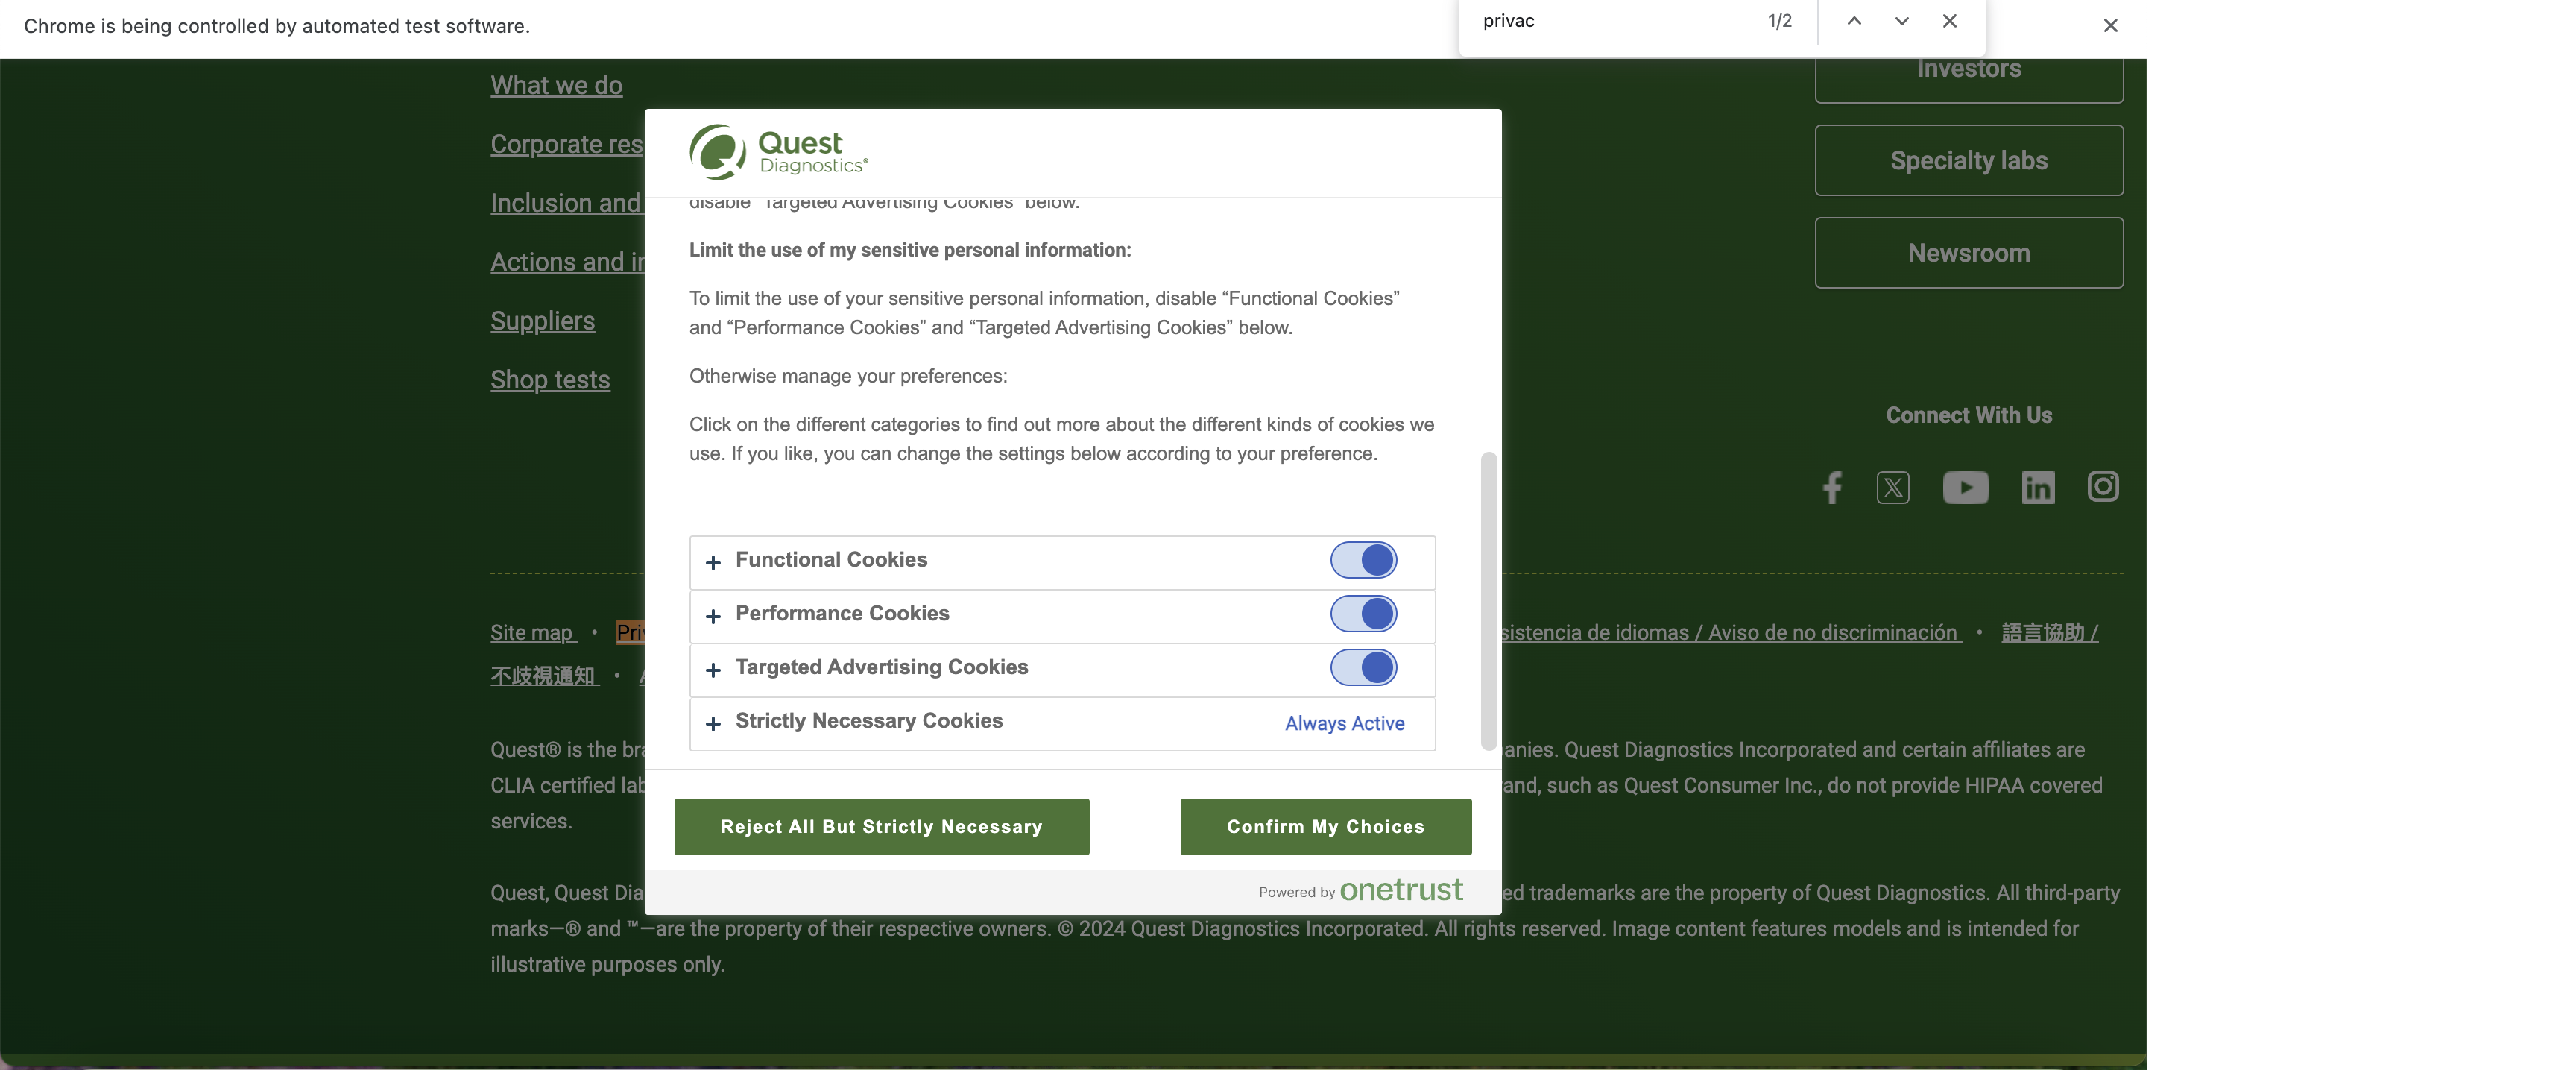 Chrome is being controlled by automated test software.
privac
1/2
What we do
Corporate res
Inclusion and
Actions and in
Suppliers
Shop tests
Investors
Specialty labs
Newsroom
Connect With Us
Quest
Diagnostics®
disable "Targeted Advertising Cookies" below.
Limit the use of my sensitive personal information:
To limit the use of your sensitive personal information, disable “Functional Cookies”
and “Performance Cookies” and “Targeted Advertising Cookies” below.
Otherwise manage your preferences:
Click on the different categories to find out more about the different kinds of cookies we
use. If you like, you can change the settings below according to your preference.
+ Functional Cookies
+ Performance Cookies
+ Targeted Advertising Cookies
+ Strictly Necessary Cookies Always Active
Reject All But Strictly Necessary
Confirm My Choices
Powered by onetrust
Site map • Pri sistencia de idiomas / Aviso de no discriminación • 語言協助 /
不歧視通知 •
Quest® is the bra anies. Quest Diagnostics Incorporated and certain affiliates are
CLIA certified lab and, such as Quest Consumer Inc., do not provide HIPAA covered
services.
Quest, Quest Dia ed trademarks are the property of Quest Diagnostics. All third-party
marks—® and ™—are the property of their respective owners. © 2024 Quest Diagnostics Incorporated. All rights reserved. Image content features models and is intended for
illustrative purposes only.